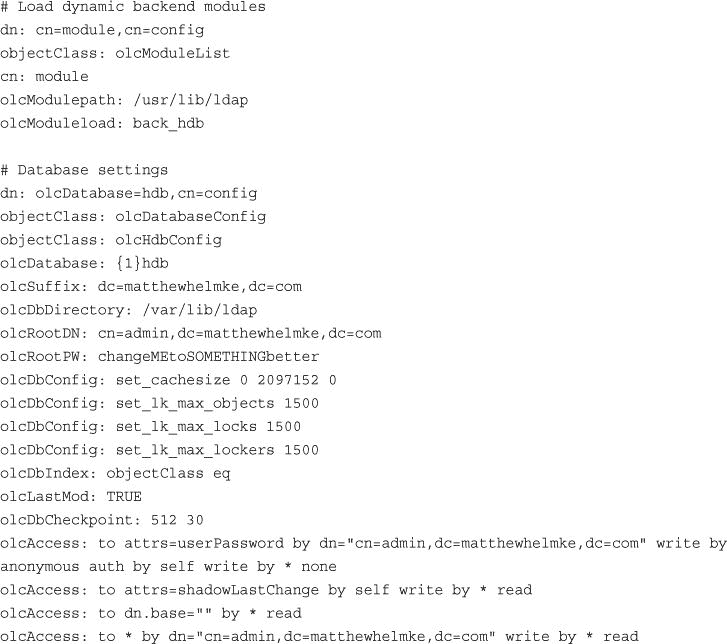 # Load dynamic backend modules
dn: cn=module,cn=config
objectClass: olcModuleList
cn: module
olcModulepath: /usr/lib/ldap
olcModuleload: back_hdb

# Database settings
dn: olcDatabase=hdb,cn=config
objectClass: olcDatabaseConfig
objectClass: olcHdbConfig
olcDatabase: {1}hdb
olcSuffix: dc=matthewhelmke,dc=com
olcDbDirectory: /var/lib/ldap
olcRootDN: cn=admin,dc=matthewhelmke,dc=com
olcRootPW: changeMEtoSOMETHINGbetter
olcDbConfig: set_cachesize 0 2097152 0
olcDbConfig: set_lk_max_objects 1500
olcDbConfig: set_lk_max_locks 1500
olcDbConfig: set_lk_max_lockers 1500
olcDbIndex: objectClass eq
olcLastMod: TRUE
olcDbCheckpoint: 512 30
olcAccess: to attrs=userPassword by dn="cn=admin,dc=matthewhelmke,dc=com" write by
anonymous auth by self write by * none
olcAccess: to attrs=shadowLastChange by self write by * read
olcAccess: to dn.base="" by * read
olcAccess: to * by dn="cn=admin,dc=matthewhelmke,dc=com" write by * read